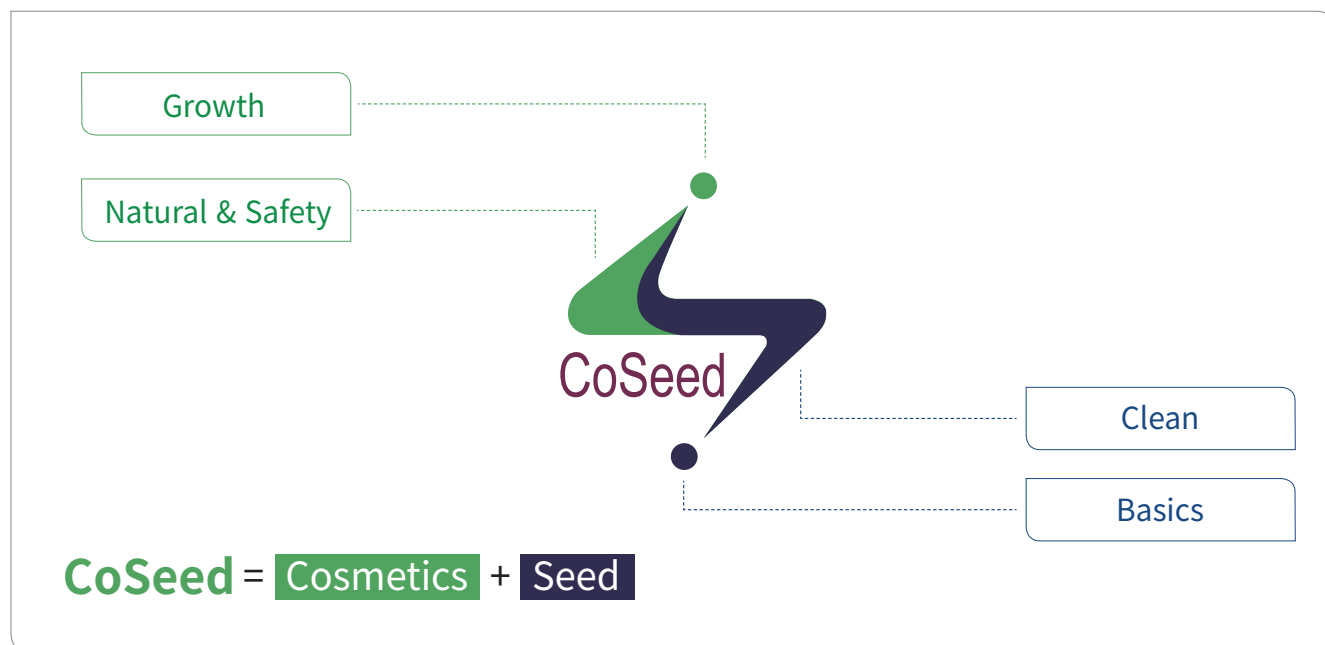 Growth
Natural & Safety
CoSeed
Clean
Basics
CoSeed = Cosmetics + Seed